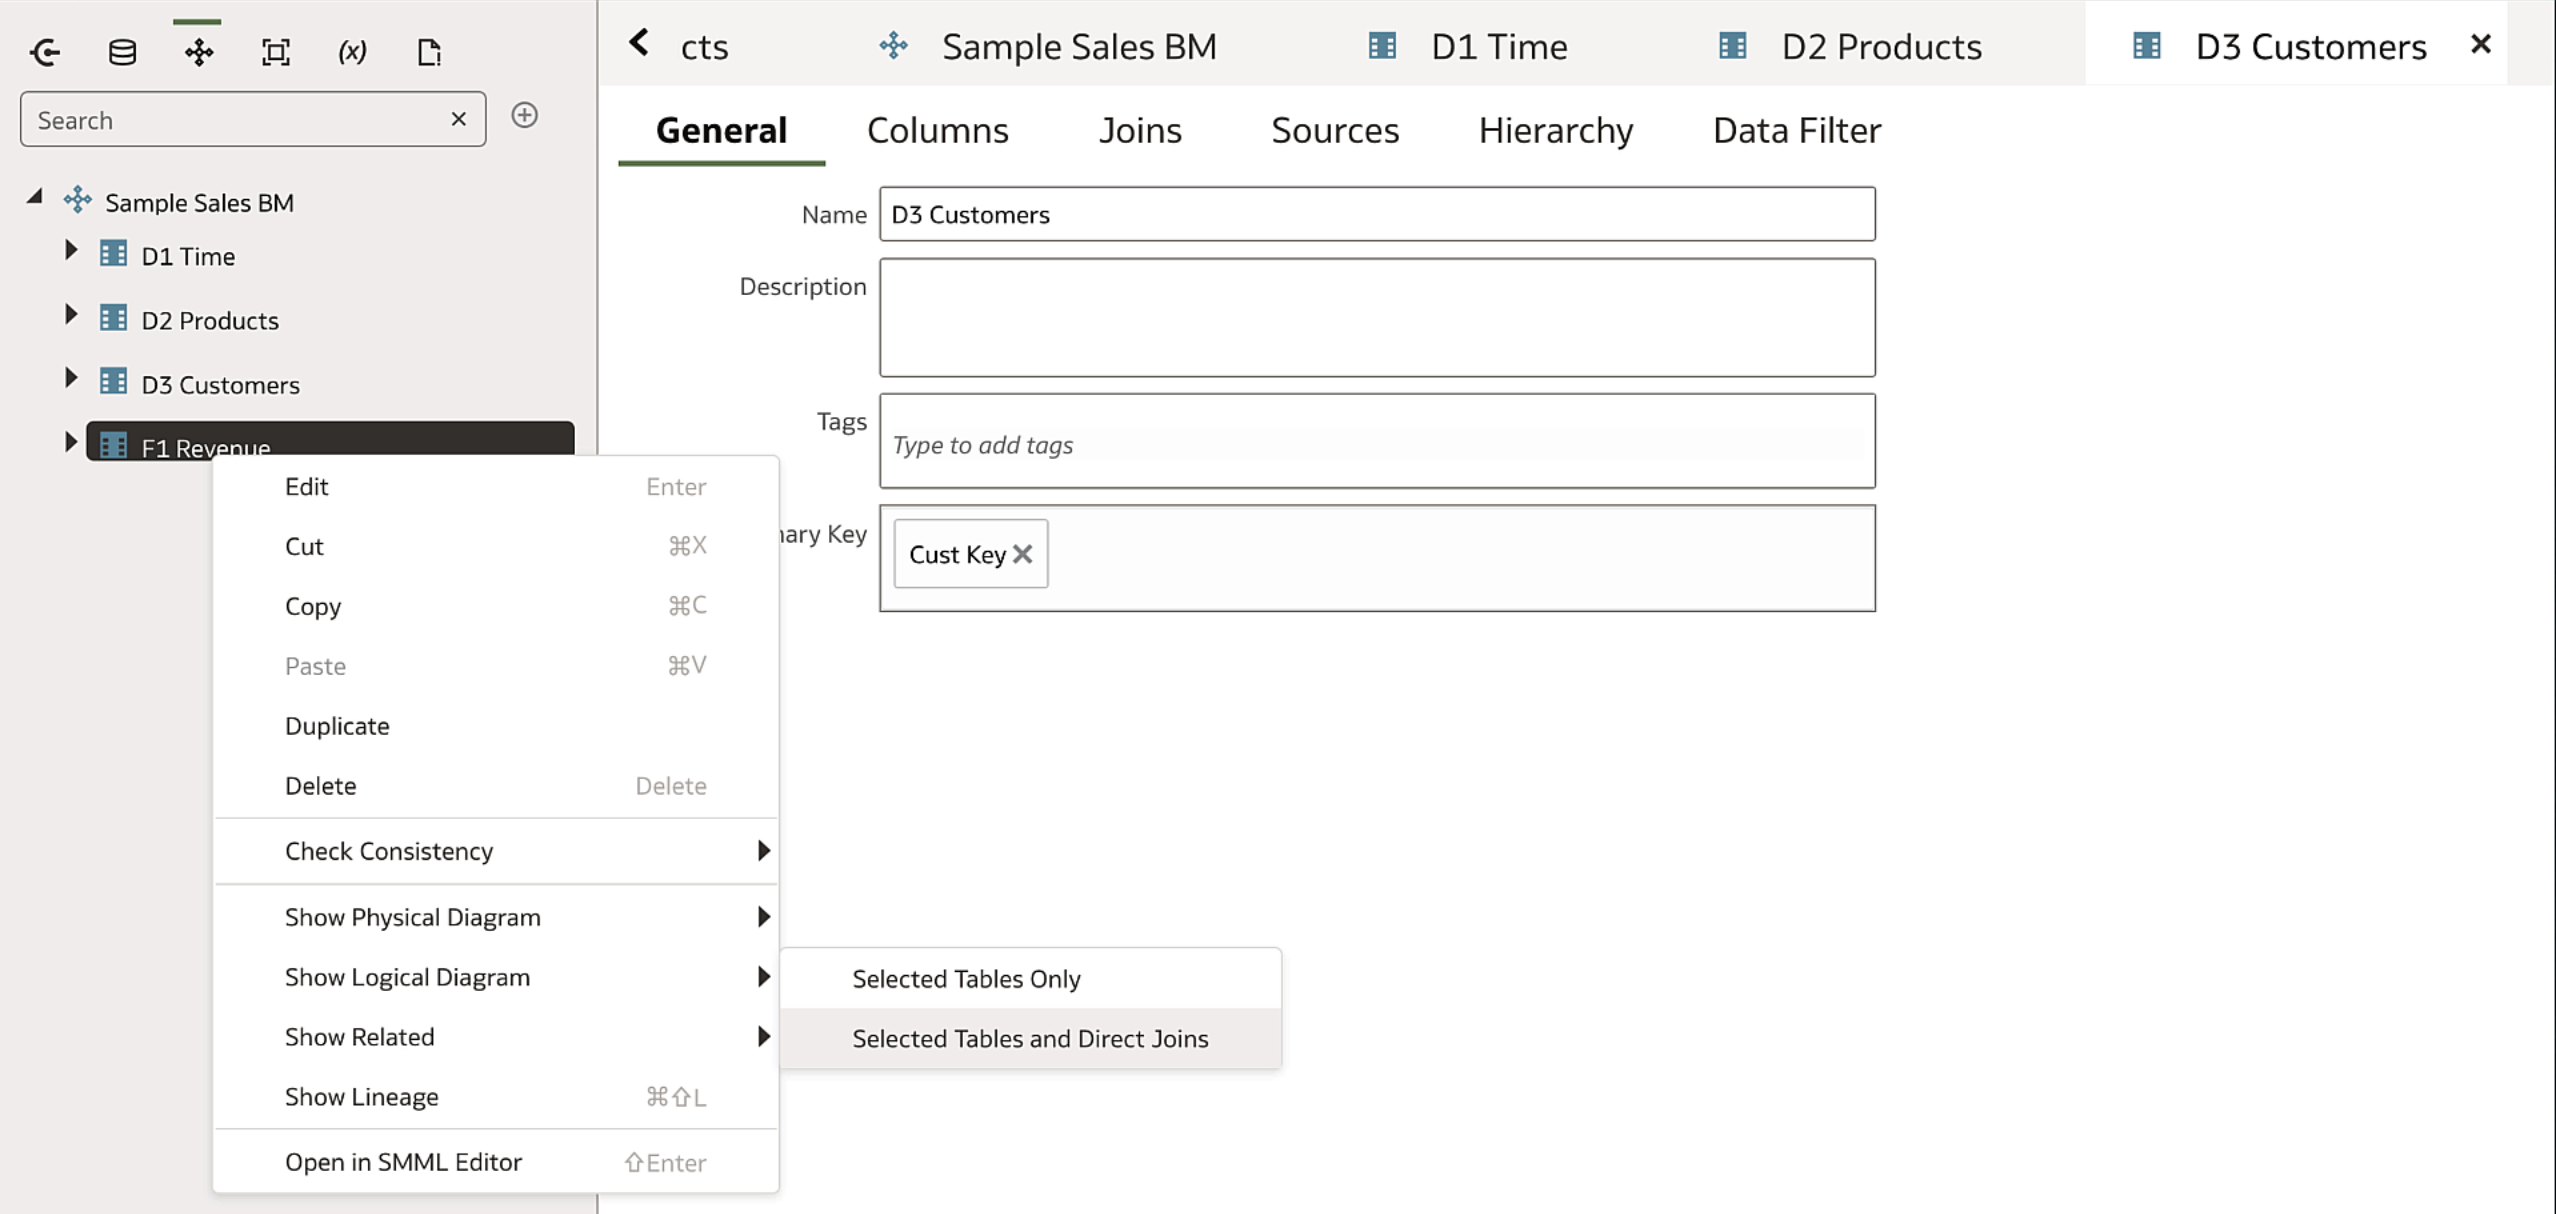 cts
Sample Sales BM
D1 Time
D2 Products
D3 Customers
(x)
Search
General
Columns
Joins
Sources
Hierarchy
Data Filter
Sample Sales BM
D1 Time
D2 Products
D3 Customers
F1 Revenue
Name
D3 Customers
Description
Tags
Type to add tags
ary Key
Cust Key
Edit Enter
Cut ⌘X
Copy ⌘C
Paste ⌘V
Duplicate
Delete Delete
Check Consistency
Show Physical Diagram
Show Logical Diagram
Show Related
Show Lineage ⌘⇧L
Open in SMML Editor ⇧Enter
Selected Tables Only
Selected Tables and Direct Joins